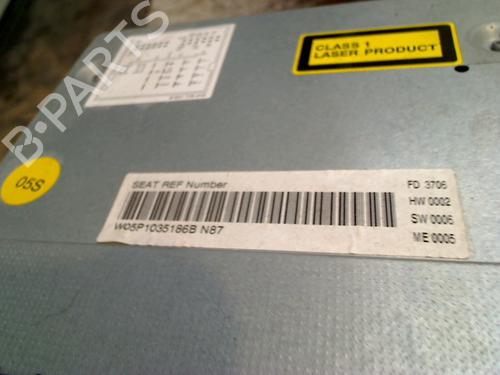 CLASS 1
LASER PRODUCT
B-PARTS
05S
SEAT REF Number
W05P1035186B N87
FD 3706
HW 0002
SW 0006
ME 0005